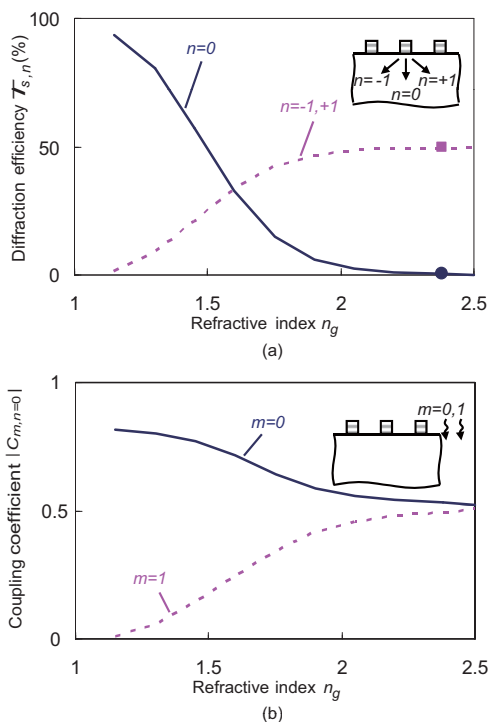 100
50
0
Diffraction efficiency T_s,n (%)
n=0
n=-1,+1
n=-1
n=+1
n=0
1
1.5
2
2.5
Refractive index n_g
(a)
1
0.5
0
Coupling coefficient |C_m,n=0|
m=0
m=0,1
m=1
1
1.5
2
2.5
Refractive index n_g
(b)